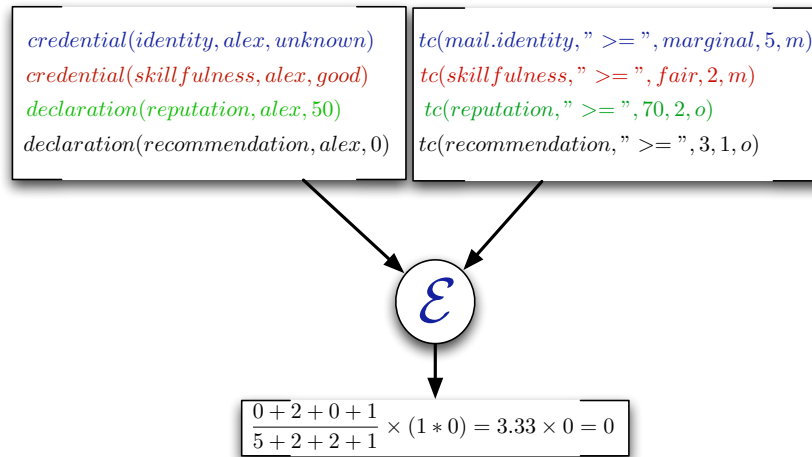 credential(identity, alex, unknown)
credential(skillfulness, alex, good)
declaration(reputation, alex, 50)
declaration(recommendation, alex, 0)
tc(mail.identity, ” >= ”, marginal, 5, m)
tc(skillfulness, ” >= ”, fair, 2, m)
tc(reputation, ” >= ”, 70, 2, o)
tc(recommendation, ” >= ”, 3, 1, o)
ℰ
0 + 2 + 0 + 1
5 + 2 + 2 + 1
× (1 * 0) = 3.33 × 0 = 0